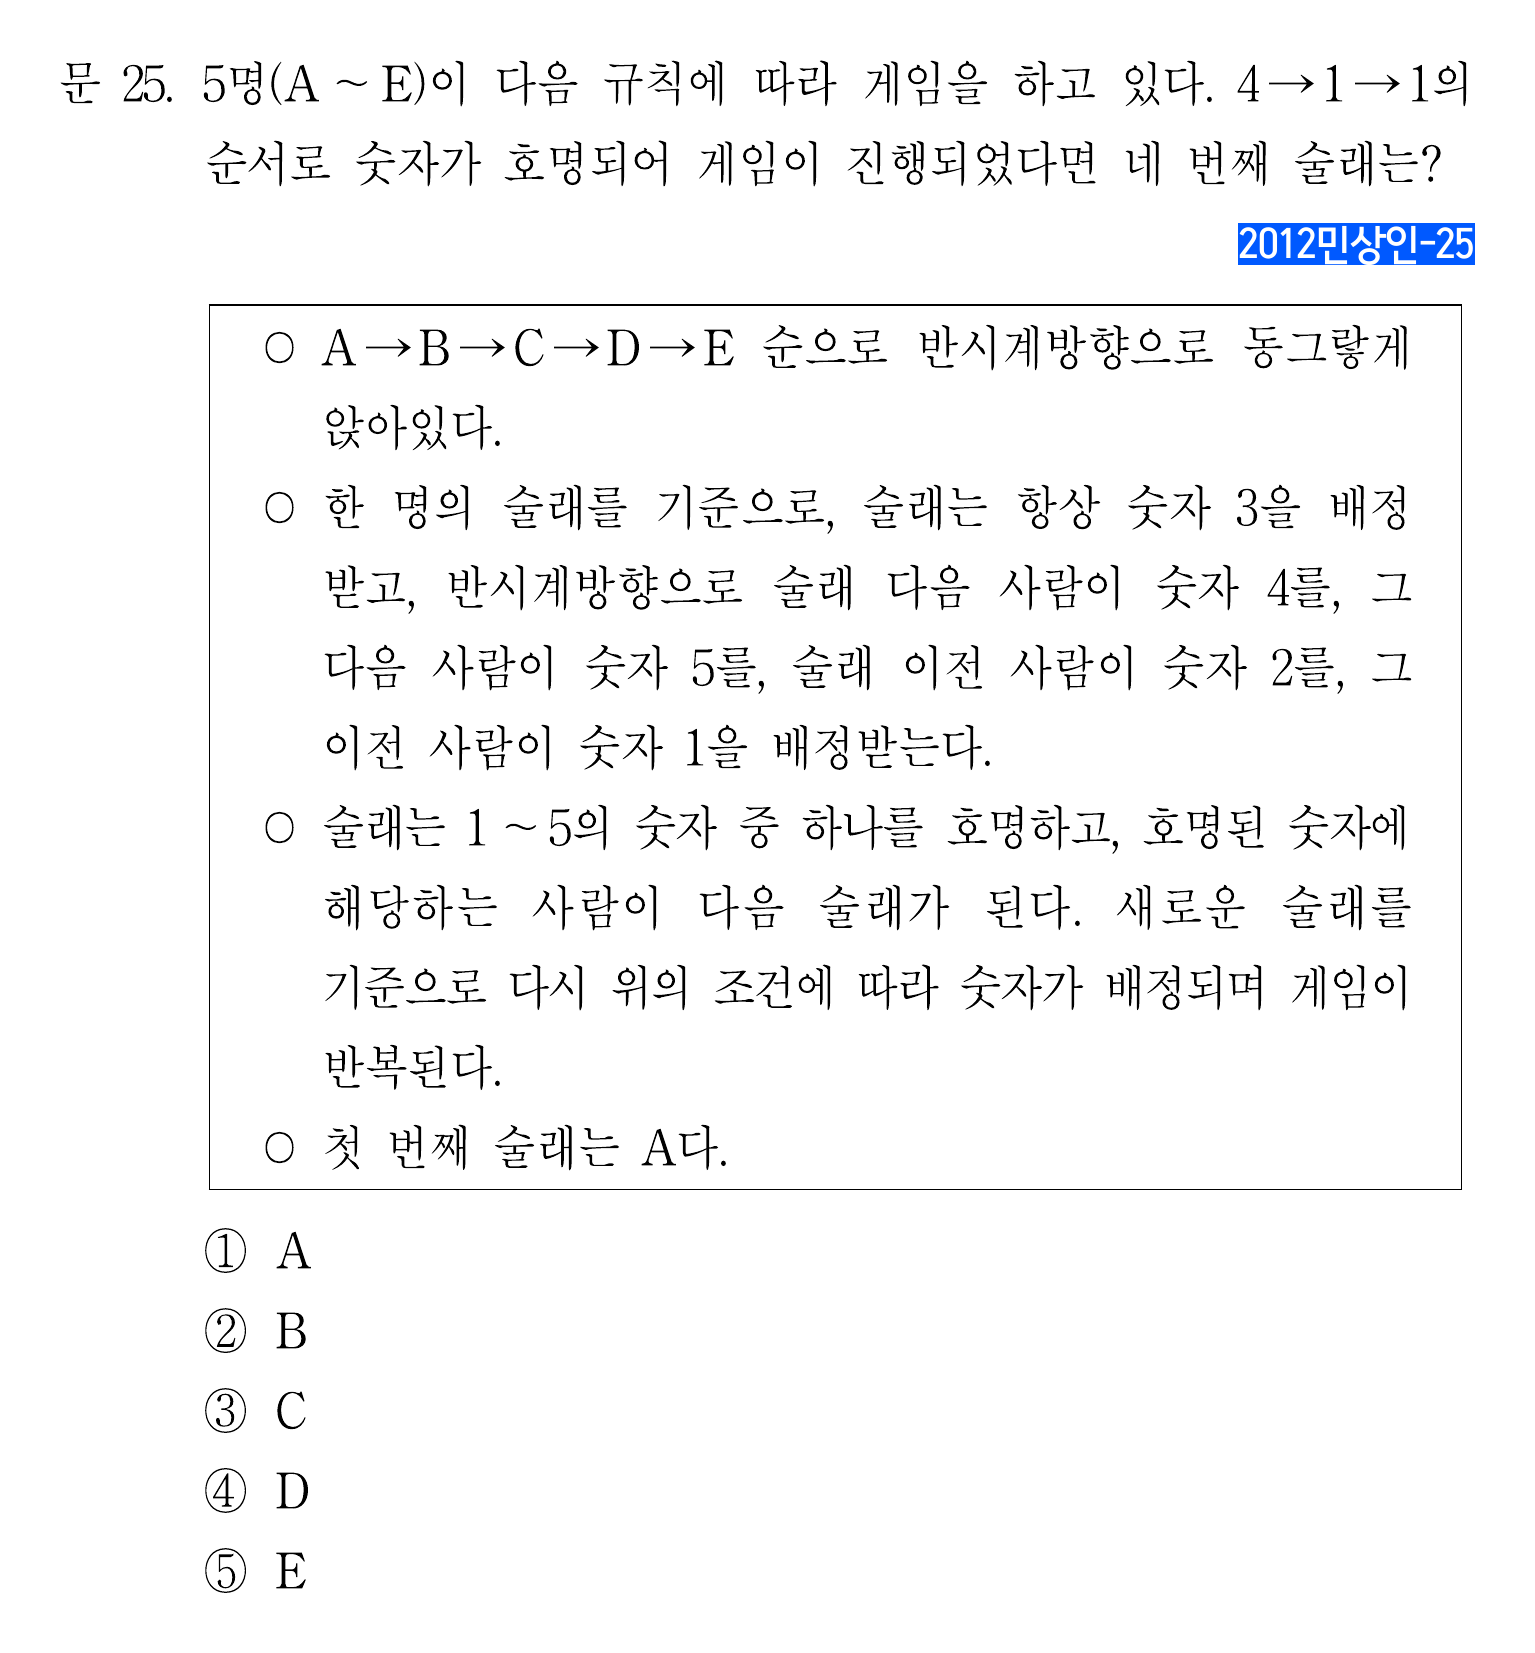 문 25. 5명(A ~ E)이 다음 규칙에 따라 게임을 하고 있다. 4→1→1의
순서로 숫자가 호명되어 게임이 진행되었다면 네 번째 술래는?
2012민상인-25
○ A→B→C→D→E 순으로 반시계방향으로 동그랗게
앉아있다.
○ 한 명의 술래를 기준으로, 술래는 항상 숫자 3을 배정
받고, 반시계방향으로 술래 다음 사람이 숫자 4를, 그
다음 사람이 숫자 5를, 술래 이전 사람이 숫자 2를, 그
이전 사람이 숫자 1을 배정받는다.
○ 술래는 1 ~ 5의 숫자 중 하나를 호명하고, 호명된 숫자에
해당하는 사람이 다음 술래가 된다. 새로운 술래를
기준으로 다시 위의 조건에 따라 숫자가 배정되며 게임이
반복된다.
○ 첫 번째 술래는 A다.
① A
② B
③ C
④ D
⑤ E